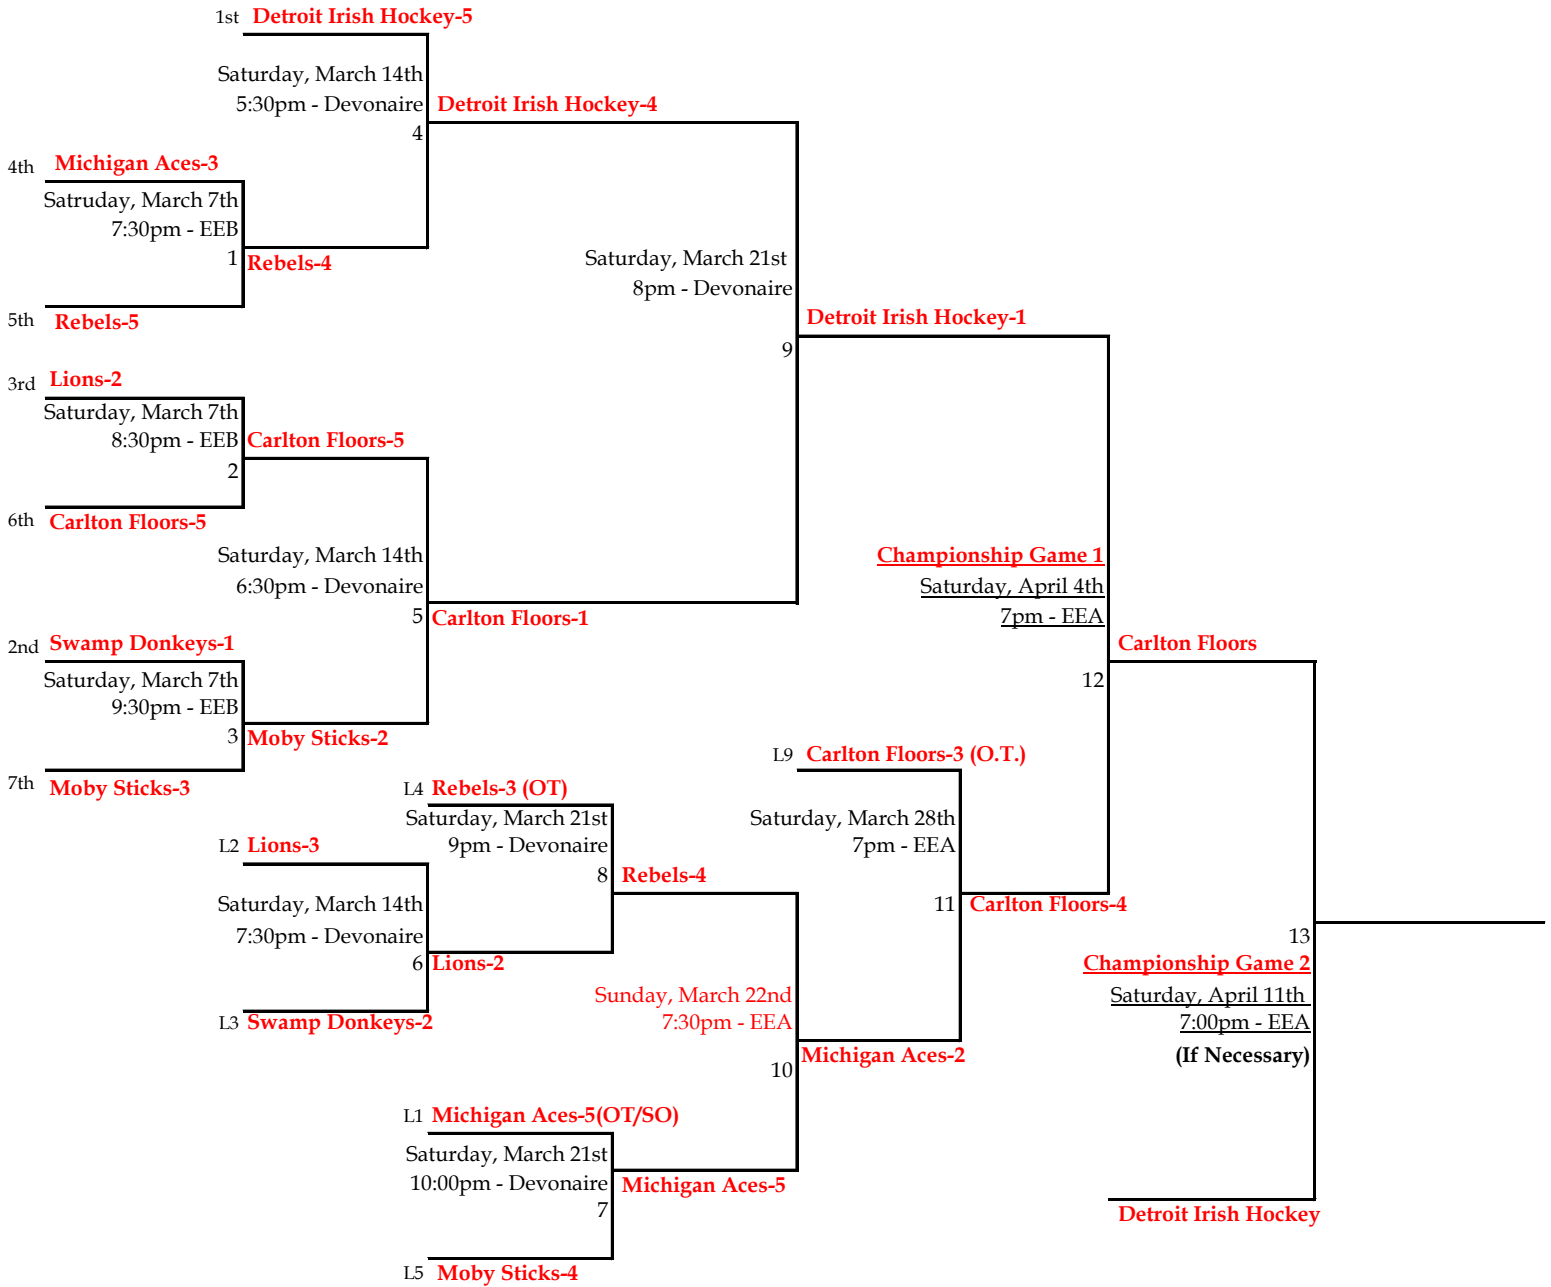 1st Detroit Irish Hockey-5
Saturday, March 14th
5:30pm - Devonaire
Detroit Irish Hockey-4
4
4th Michigan Aces-3
Satruday, March 7th
7:30pm - EEB
1
Rebels-4
Saturday, March 21st
8pm - Devonaire
5th Rebels-5
Detroit Irish Hockey-1
9
3rd Lions-2
Saturday, March 7th
8:30pm - EEB
Carlton Floors-5
2
6th Carlton Floors-5
Saturday, March 14th
6:30pm - Devonaire
5
Carlton Floors-1
Championship Game 1
Saturday, April 4th
7pm - EEA
Carlton Floors
12
2nd Swamp Donkeys-1
Saturday, March 7th
9:30pm - EEB
3
Moby Sticks-2
7th Moby Sticks-3
L9 Carlton Floors-3 (O.T.)
L4 Rebels-3 (OT)
Saturday, March 21st
9pm - Devonaire
8
Rebels-4
Saturday, March 28th
7pm - EEA
11
Carlton Floors-4
L2 Lions-3
Saturday, March 14th
7:30pm - Devonaire
6
Lions-2
L3 Swamp Donkeys-2
13
Championship Game 2
Saturday, April 11th
7:00pm - EEA
(If Necessary)
Sunday, March 22nd
7:30pm - EEA
10
Michigan Aces-2
L1 Michigan Aces-5(OT/SO)
Saturday, March 21st
10:00pm - Devonaire
7
Michigan Aces-5
Detroit Irish Hockey
L5 Moby Sticks-4